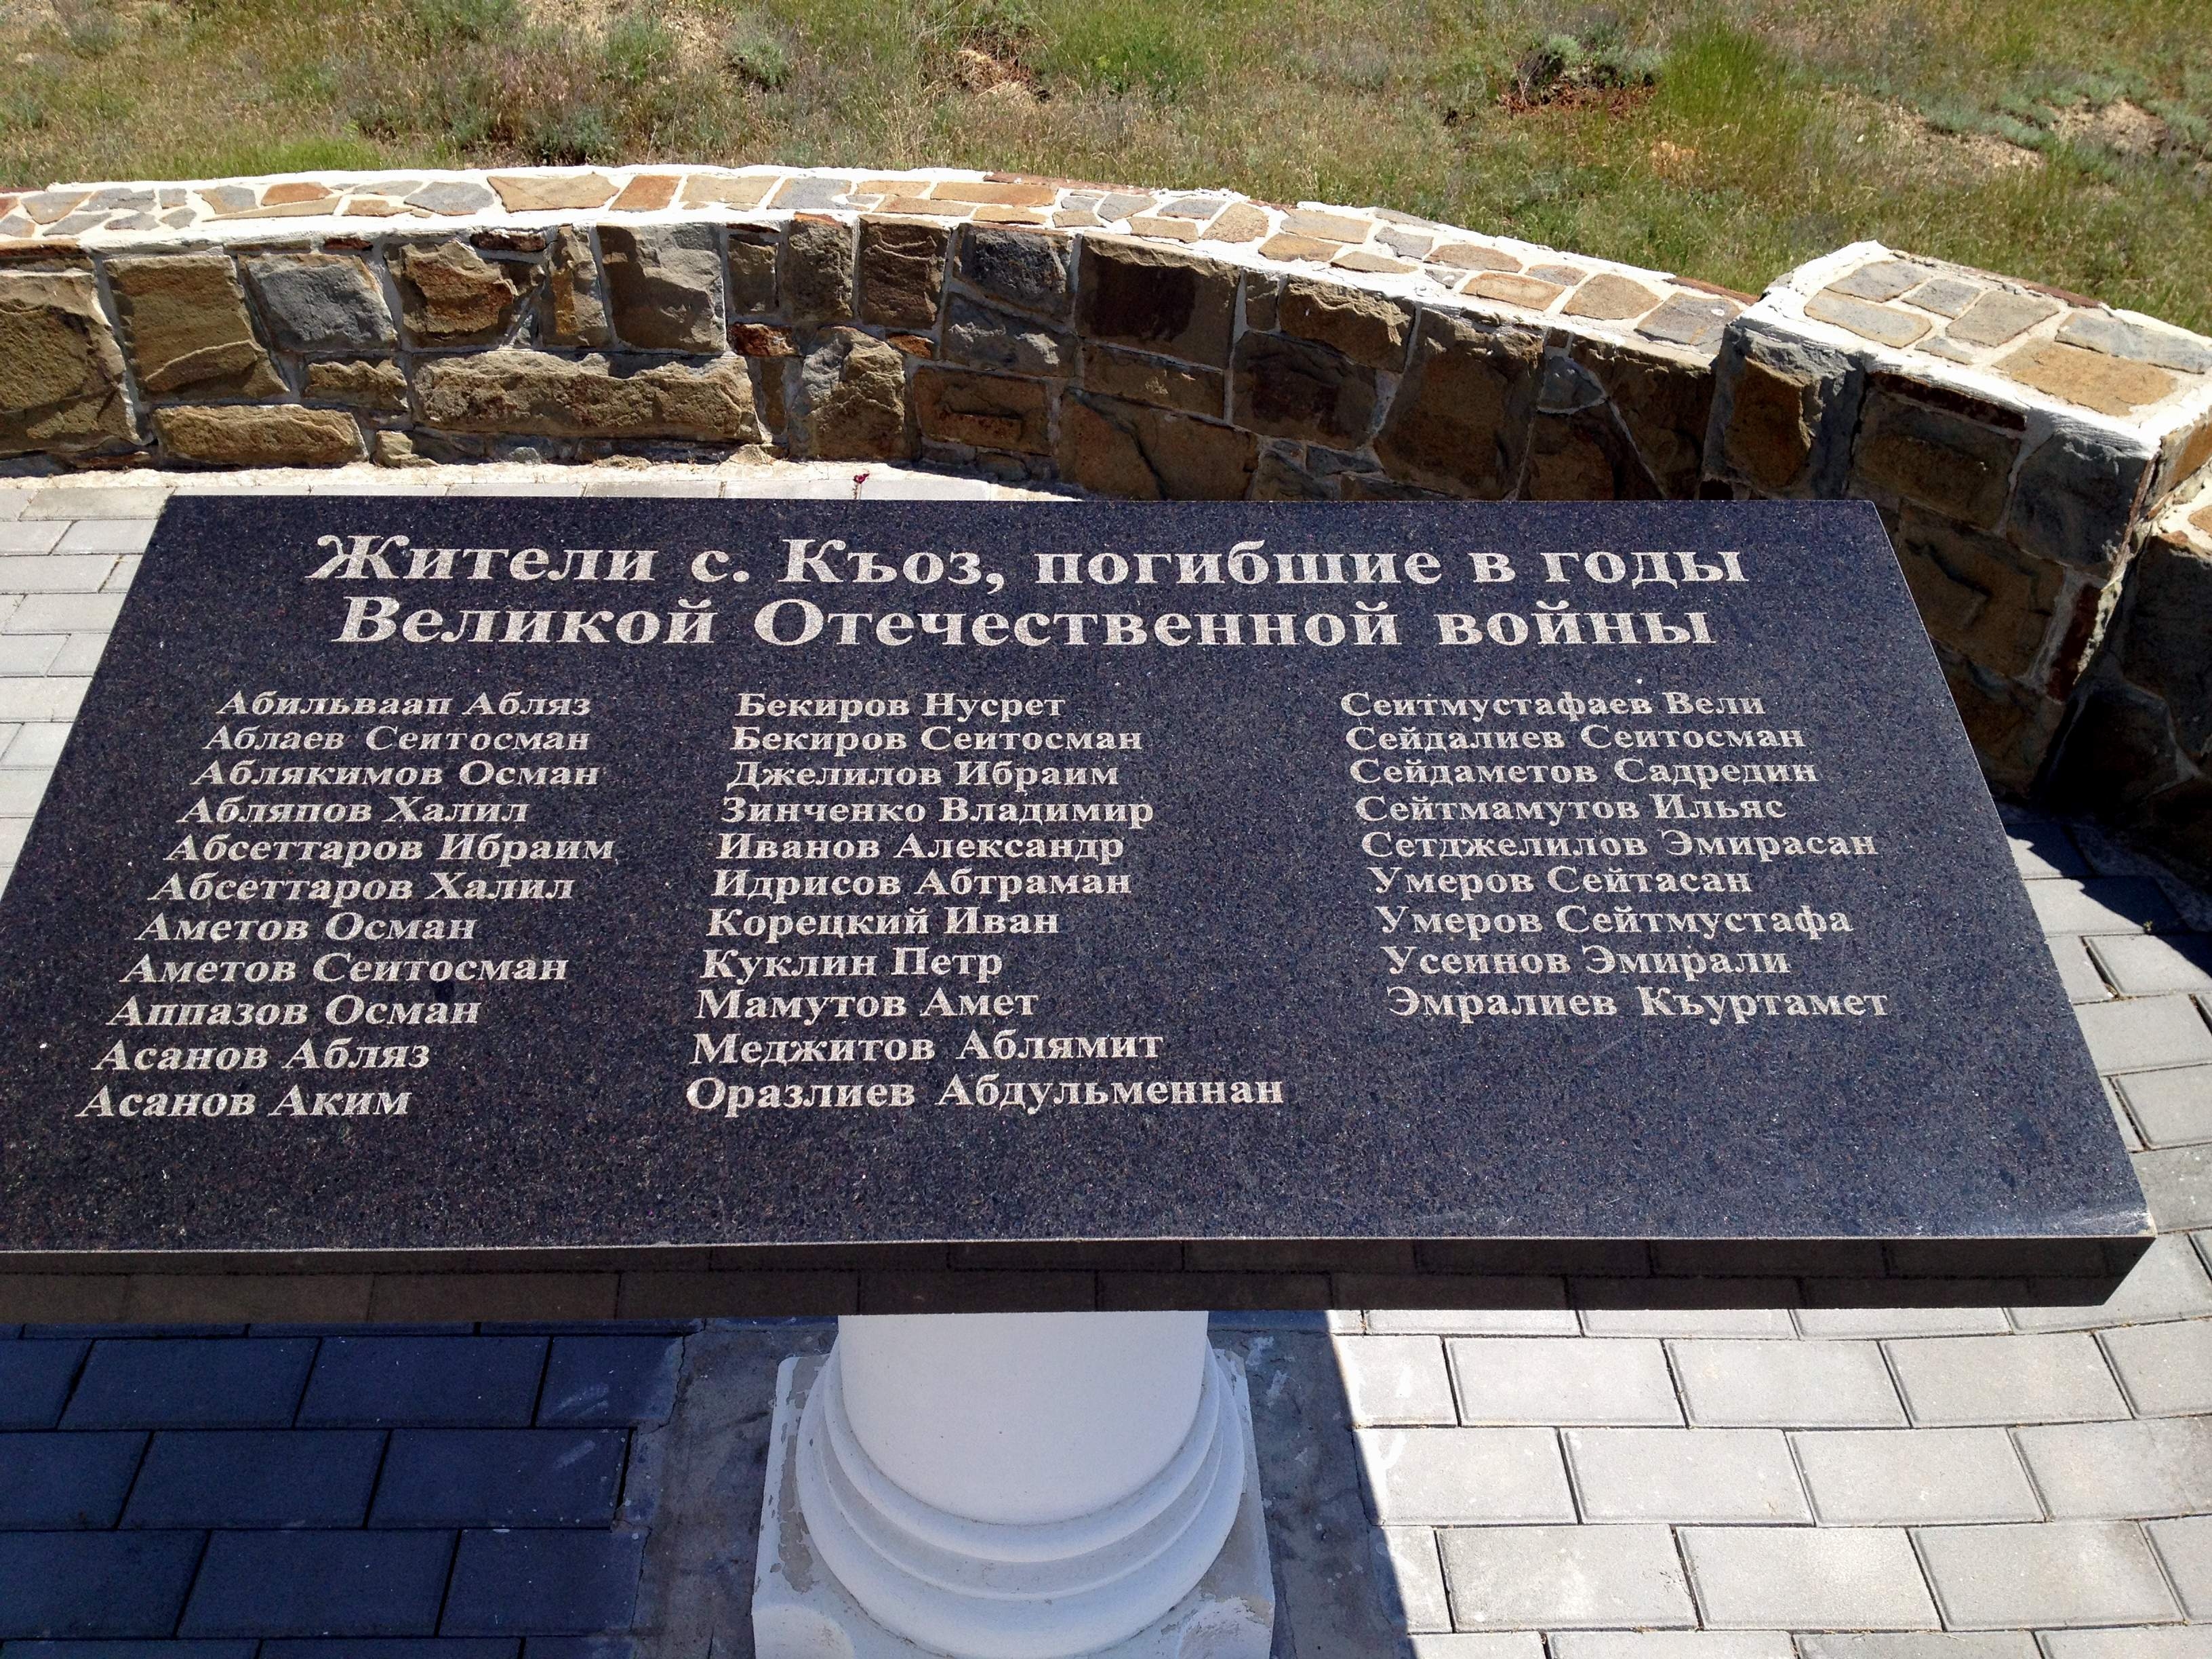 Жители с. Къоз, погибшие в годы
Великой Отечественной войны
Абильваап Абляз
Аблаев Сеитосман
Аблякимов Осман
Абляпов Халил
Абсеттаров Ибраим
Абсеттаров Халил
Аметов Осман
Аметов Сеитосман
Аппазов Осман
Асанов Абляз
Асанов Аким
Бекиров Нусрет
Бекиров Сеитосман
Джелилов Ибраим
Зинченко Владимир
Иванов Александр
Идрисов Абтраман
Корецкий Иван
Куклин Петр
Мамутов Амет
Меджитов Аблямит
Оразлиев Абдульменнан
Сеитмустафаев Вели
Сейдалиев Сеитосман
Сейдаметов Садредин
Сейтмамутов Ильяс
Сетджелилов Эмирасан
Умеров Сейтасан
Умеров Сейтмустафа
Усеинов Эмирали
Эмралиев Къуртамет